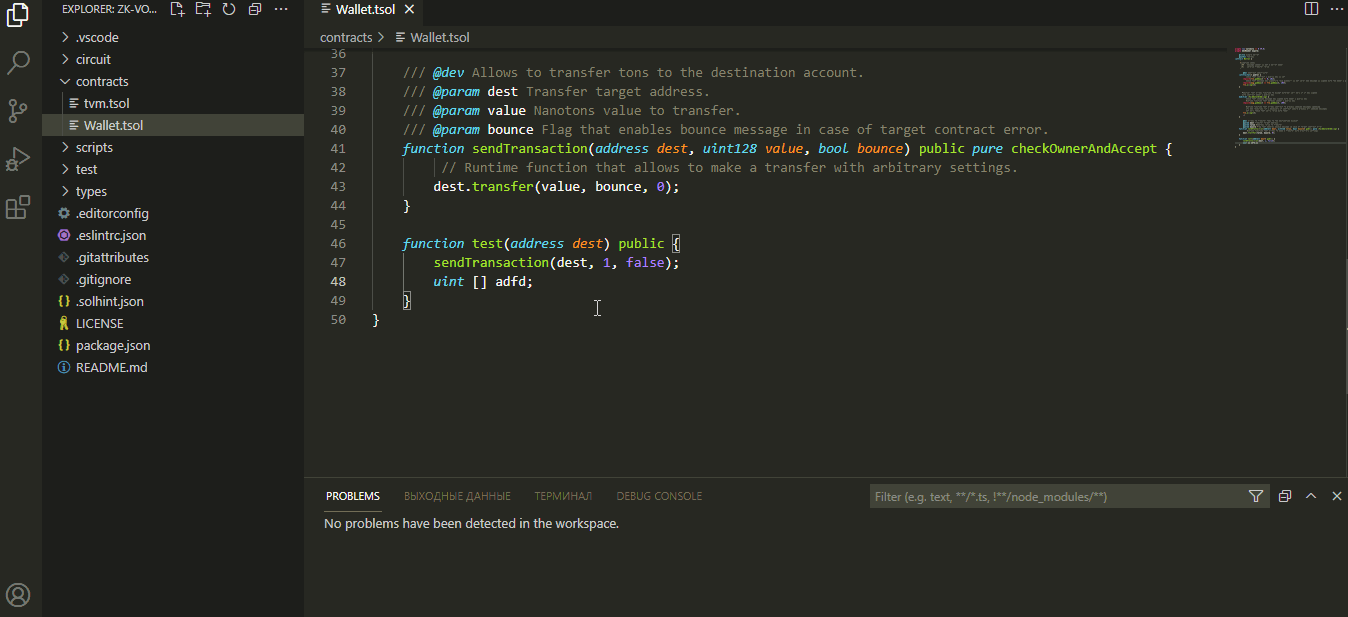 EXPLORER: ZK-VO...
.vscode
circuit
contracts
tvm.tsol
Wallet.tsol
scripts
test
types
.editorconfig
.eslintrc.json
.gitattributes
.gitignore
.solhint.json
LICENSE
package.json
README.md
Wallet.tsol
contracts > Wallet.tsol
36
37 /// @dev Allows to transfer tons to the destination account.
38 /// @param dest Transfer target address.
39 /// @param value Nanotons value to transfer.
40 /// @param bounce Flag that enables bounce message in case of target contract error.
41 function sendTransaction(address dest, uint128 value, bool bounce) public pure checkOwnerAndAccept {
42 // Runtime function that allows to make a transfer with arbitrary settings.
43 dest.transfer(value, bounce, 0);
44 }
45
46 function test(address dest) public {
47 sendTransaction(dest, 1, false);
48 uint [] adfd;
49 }
50 }
PROBLEMS ВЫХОДНЫЕ ДАННЫЕ ТЕРМИНАЛ DEBUG CONSOLE
Filter (e.g. text, **/*.ts, !**/node_modules/**)
No problems have been detected in the workspace.